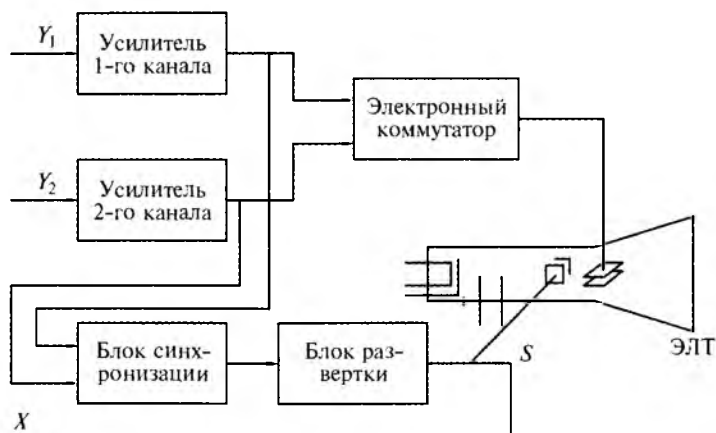 Y1
Усилитель
1-го канала
Электронный
коммутатор
Y2
Усилитель
2-го канала
Блок синх-
ронизации
Блок раз-
вертки
S
ЭЛТ
X